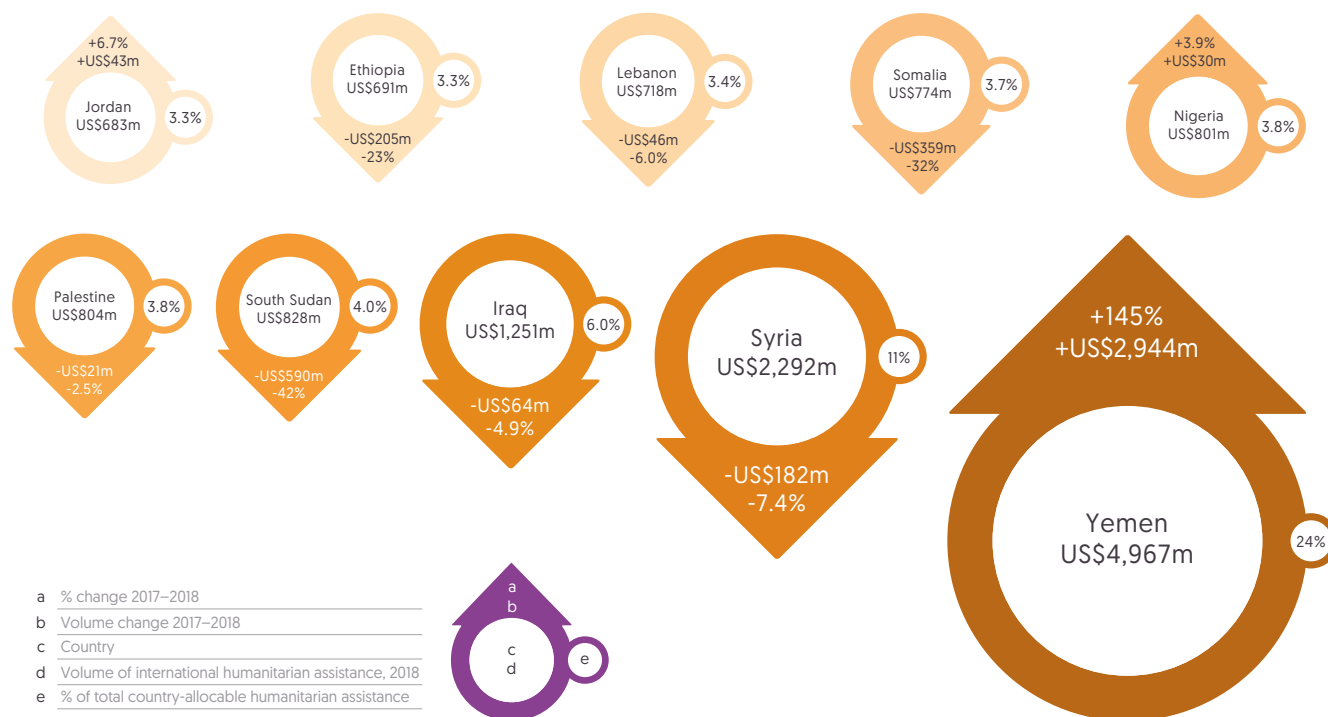 +6.7%
+US$43m
Jordan
US$683m
3.3%
Ethiopia
US$691m
3.3%
-US$205m
-23%
Lebanon
US$718m
3.4%
-US$46m
-6.0%
Somalia
US$774m
3.7%
-US$359m
-32%
+3.9%
+US$30m
Nigeria
US$801m
3.8%
Palestine
US$804m
3.8%
-US$21m
-2.5%
South Sudan
US$828m
4.0%
-US$590m
-42%
Iraq
US$1,251m
6.0%
-US$64m
-4.9%
Syria
US$2,292m
11%
-US$182m
-7.4%
+145%
+US$2,944m
Yemen
US$4,967m
24%
a % change 2017–2018
b Volume change 2017–2018
c Country
d Volume of international humanitarian assistance, 2018
e % of total country-allocable humanitarian assistance
a
b
c
d
e